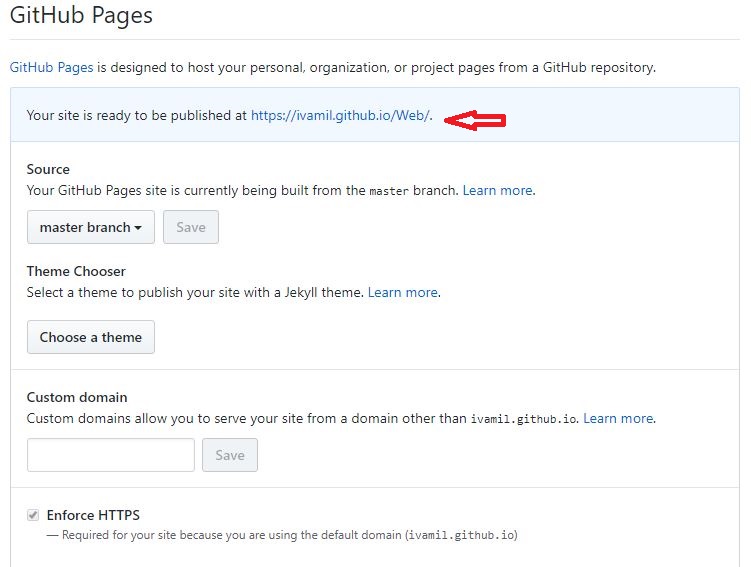 GitHub Pages
GitHub Pages is designed to host your personal, organization, or project pages from a GitHub repository.
Your site is ready to be published at https://ivamil.github.io/Web/.
Source
Your GitHub Pages site is currently being built from the master branch. Learn more.
master branch Save
Theme Chooser
Select a theme to publish your site with a Jekyll theme. Learn more.
Choose a theme
Custom domain
Custom domains allow you to serve your site from a domain other than ivamil.github.io. Learn more.
Save
Enforce HTTPS
— Required for your site because you are using the default domain (ivamil.github.io)